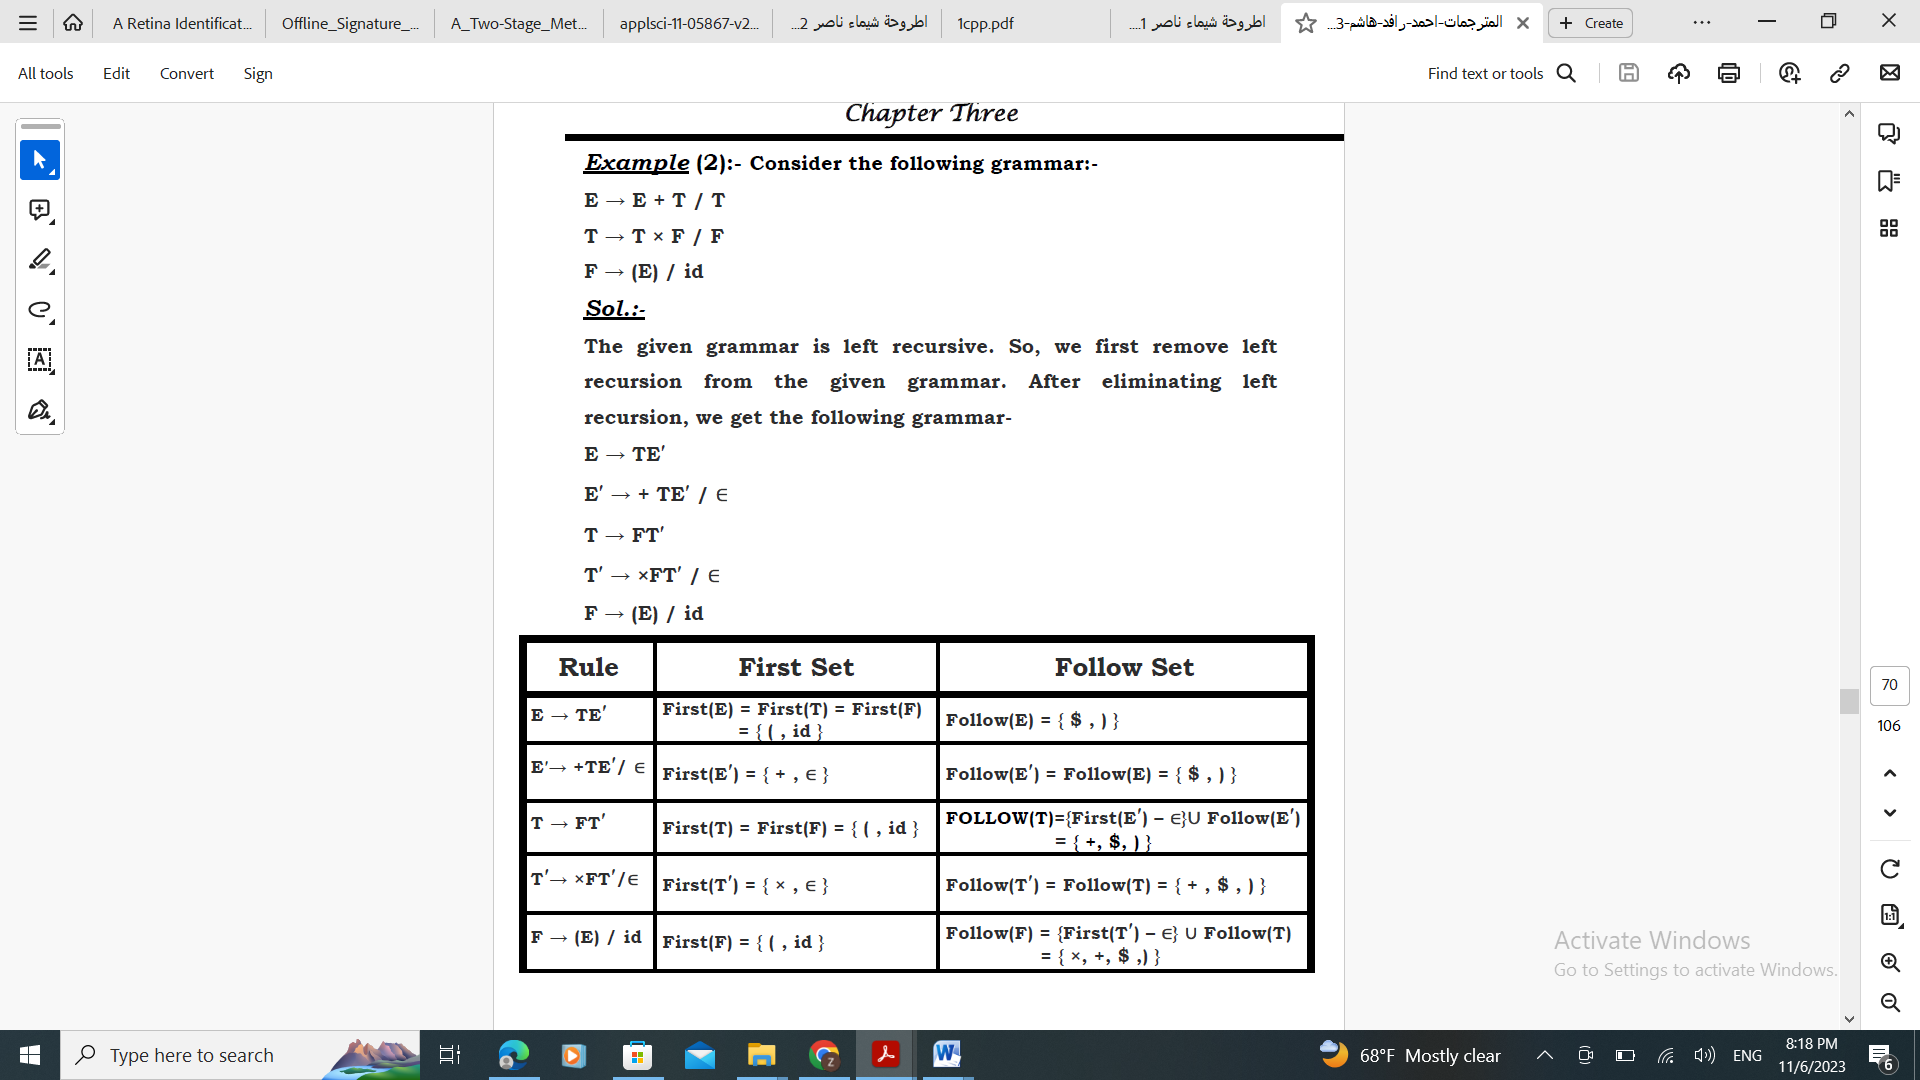 A Retina Identificat...
Offline_Signature_...
A_Two-Stage_Met...
applsci-11-05867-v2...
اطروحة شيماء ناصر 2...
1cpp.pdf
اطروحة شيماء ناصر 1....
المترجمات-احمد-رافد-هاشم-3...
Create
All tools
Edit
Convert
Sign
Find text or tools
Chapter Three
Example (2):- Consider the following grammar:-
E → E + T / T
T → T × F / F
F → (E) / id
Sol.:-
The given grammar is left recursive. So, we first remove left
recursion from the given grammar. After eliminating left
recursion, we get the following grammar-
E → TE′
E′ → + TE′ / ∈
T → FT′
T′ → ×FT′ / ∈
F → (E) / id
Rule First Set Follow Set
E → TE′
First(E) = First(T) = First(F)
= { ( , id }
Follow(E) = { $ , ) }
E′→ +TE′/ ∈
First(E′) = { + , ∈ }
Follow(E′) = Follow(E) = { $ , ) }
T → FT′
First(T) = First(F) = { ( , id }
FOLLOW(T)={First(E′) – ∈}∪ Follow(E′)
= { +, $, ) }
T′→ ×FT′/∈
First(T′) = { × , ∈ }
Follow(T′) = Follow(T) = { + , $ , ) }
F → (E) / id
First(F) = { ( , id }
Follow(F) = {First(T′) – ∈} ∪ Follow(T)
= { ×, +, $ ,) }
70
106
1:1
Activate Windows
Go to Settings to activate Windows.
Type here to search
68°F Mostly clear
ENG
8:18 PM
11/6/2023
6